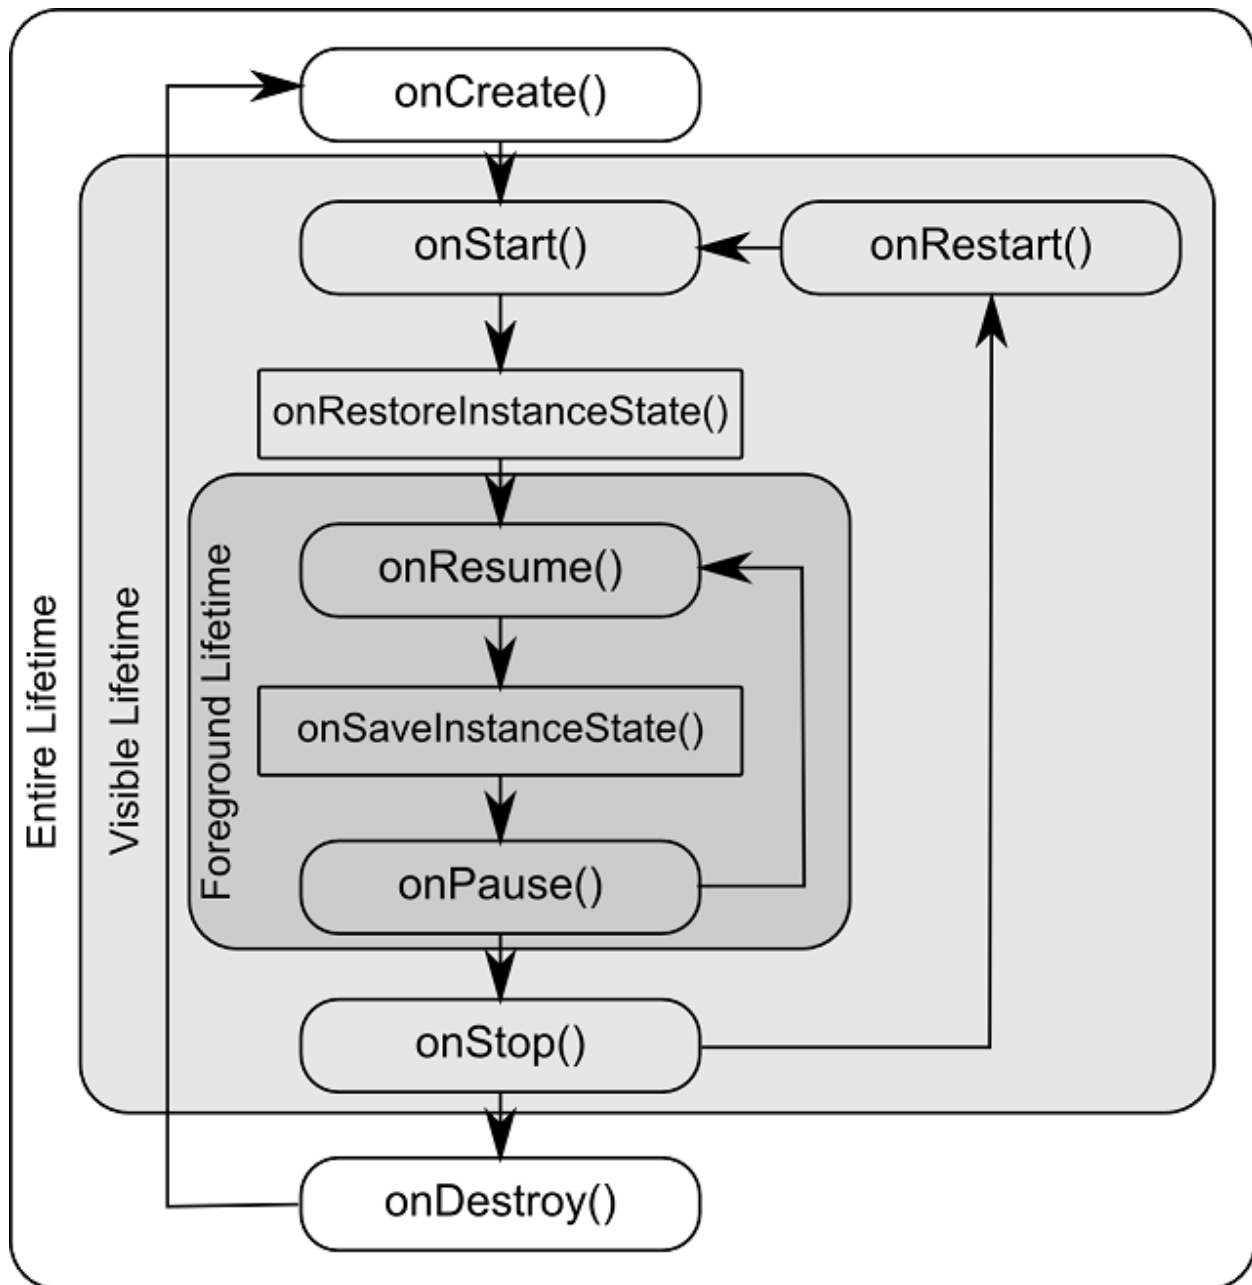 onCreate()
onStart()
onRestart()
onRestoreInstanceState()
onResume()
onSaveInstanceState()
onPause()
onStop()
onDestroy()
Entire Lifetime
Visible Lifetime
Foreground Lifetime